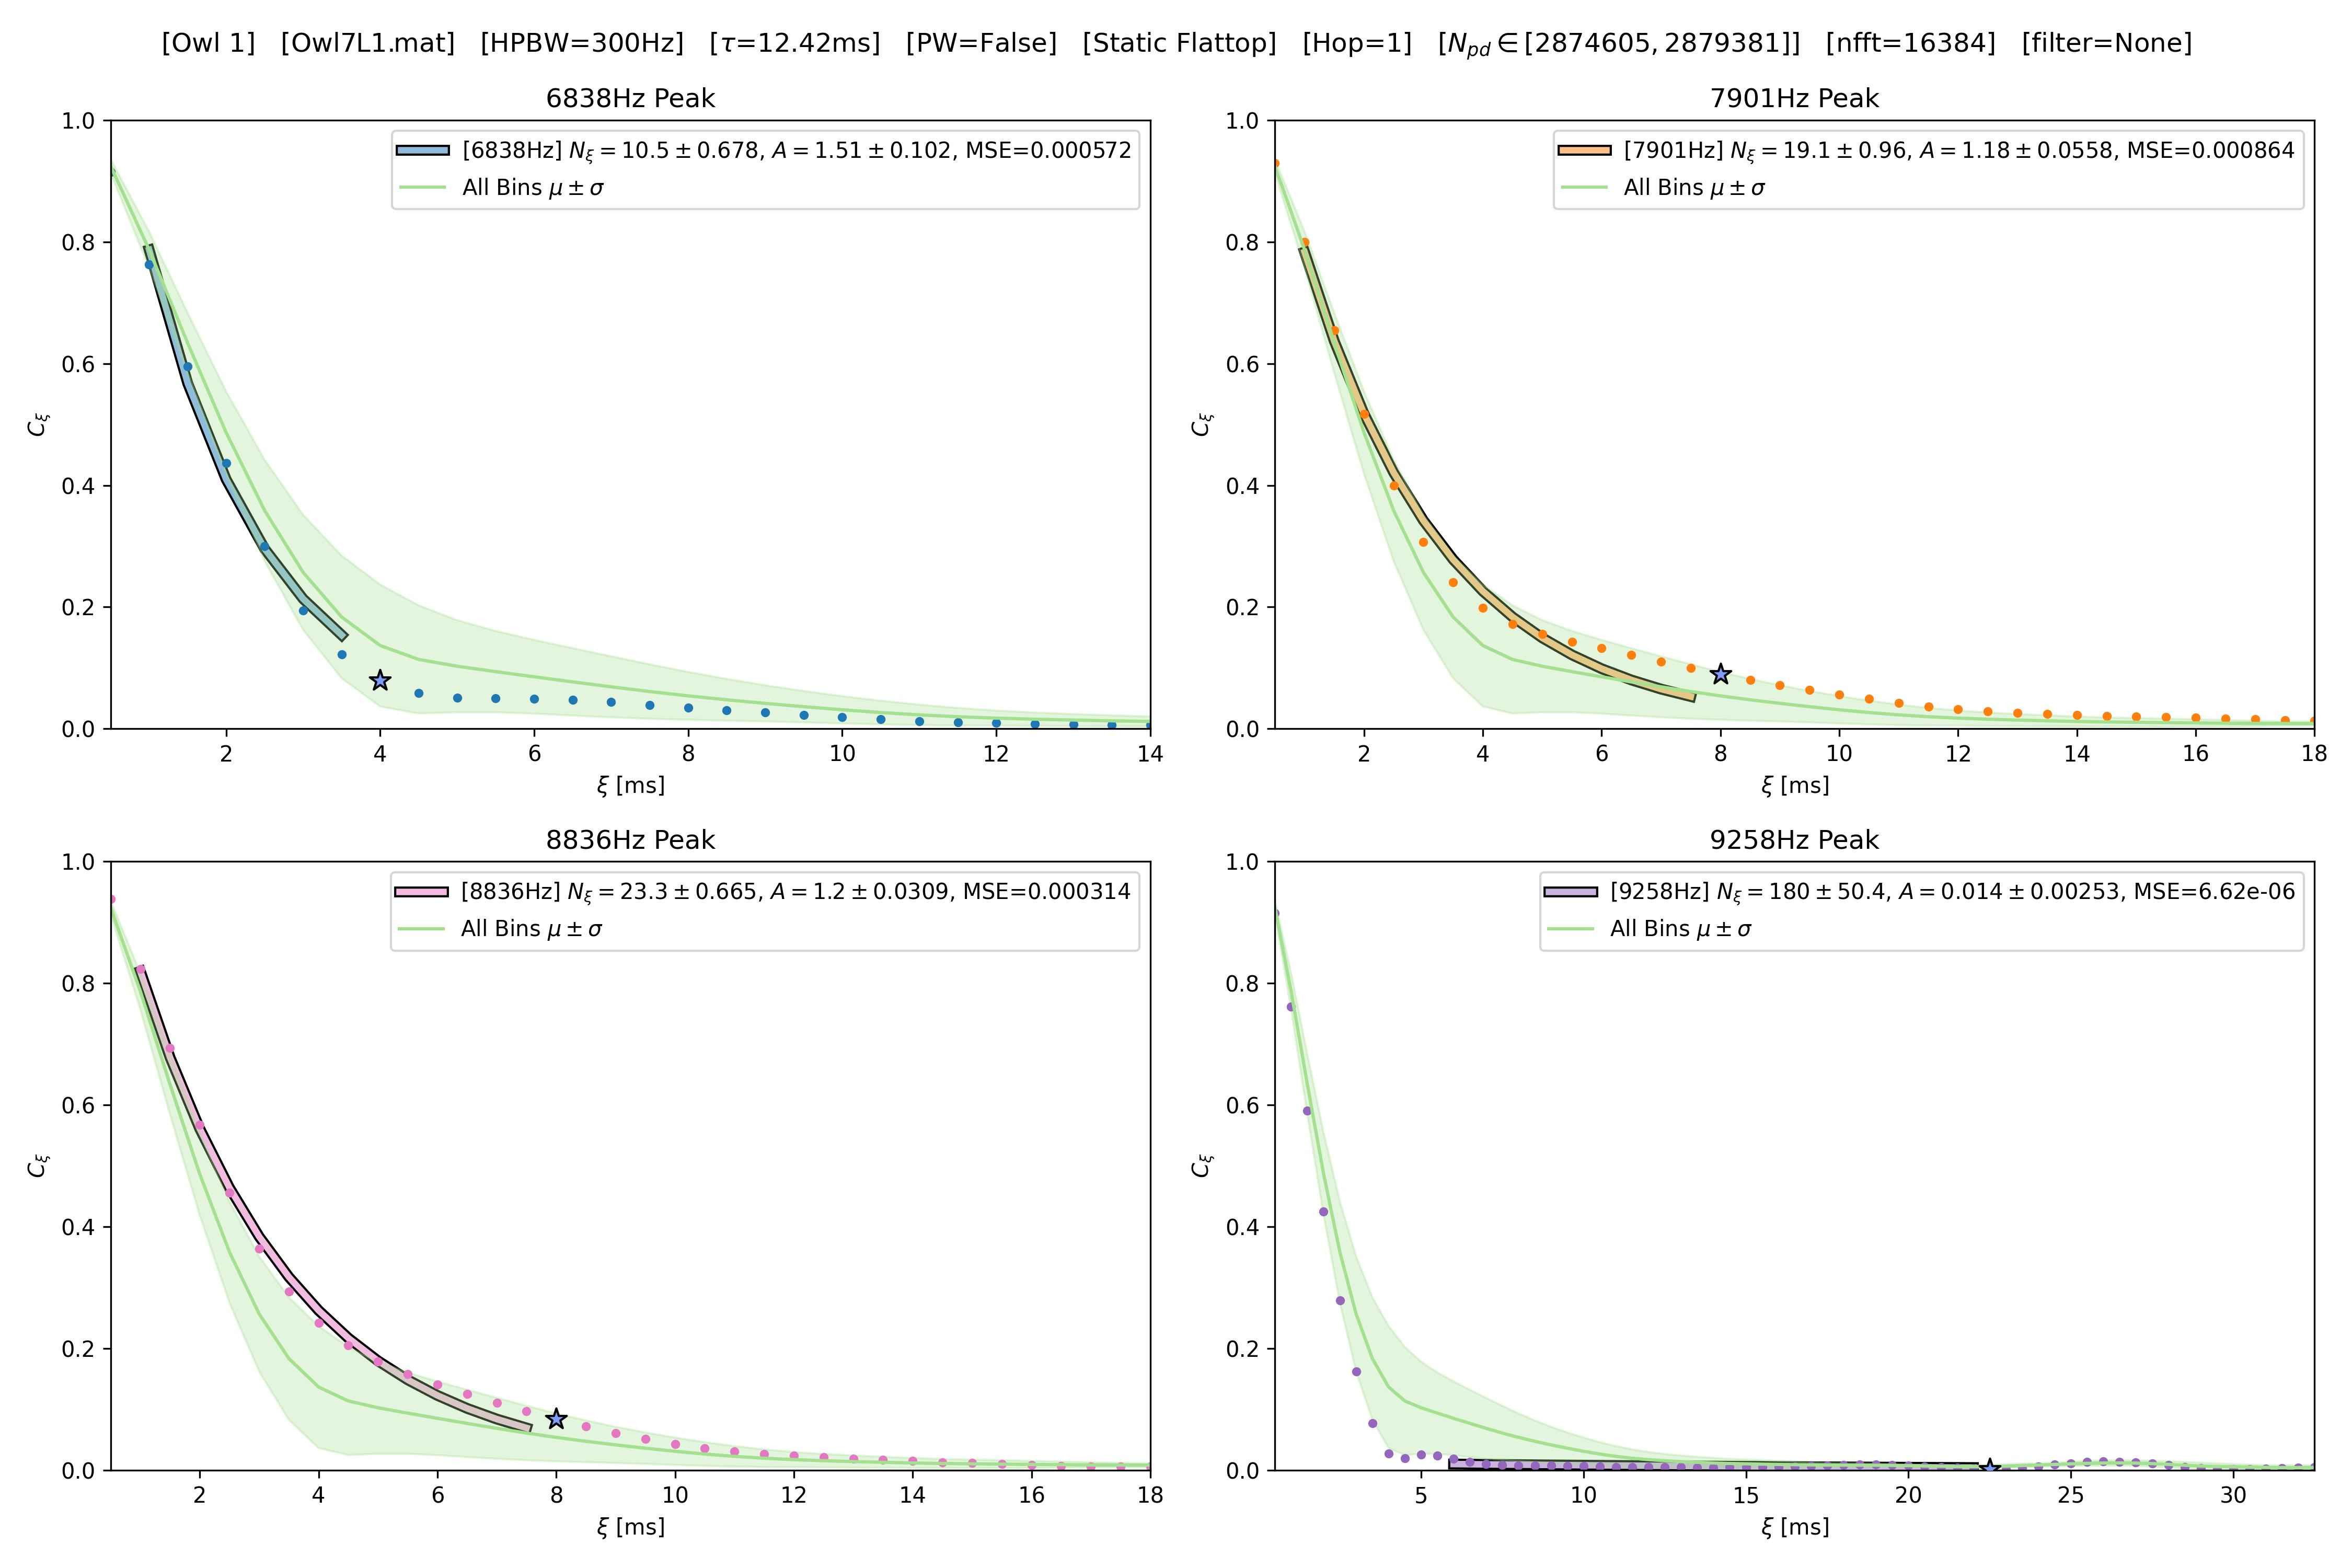 [Owl 1] [Owl7L1.mat] [HPBW=300Hz] [τ=12.42ms] [PW=False] [Static Flattop] [Hop=1] [N_pd ∈ [2874605, 2879381]] [nfft=16384] [filter=None]
6838Hz Peak
[6838Hz] N_ξ = 10.5 ± 0.678, A = 1.51 ± 0.102, MSE=0.000572
All Bins μ ± σ
1.0
0.8
0.6
0.4
0.2
0.0
C_ξ
2 4 6 8 10 12 14
ξ [ms]
7901Hz Peak
[7901Hz] N_ξ = 19.1 ± 0.96, A = 1.18 ± 0.0558, MSE=0.000864
All Bins μ ± σ
1.0
0.8
0.6
0.4
0.2
0.0
C_ξ
2 4 6 8 10 12 14 16 18
ξ [ms]
8836Hz Peak
[8836Hz] N_ξ = 23.3 ± 0.665, A = 1.2 ± 0.0309, MSE=0.000314
All Bins μ ± σ
1.0
0.8
0.6
0.4
0.2
0.0
C_ξ
2 4 6 8 10 12 14 16 18
ξ [ms]
9258Hz Peak
[9258Hz] N_ξ = 180 ± 50.4, A = 0.014 ± 0.00253, MSE=6.62e-06
All Bins μ ± σ
1.0
0.8
0.6
0.4
0.2
0.0
C_ξ
5 10 15 20 25 30
ξ [ms]